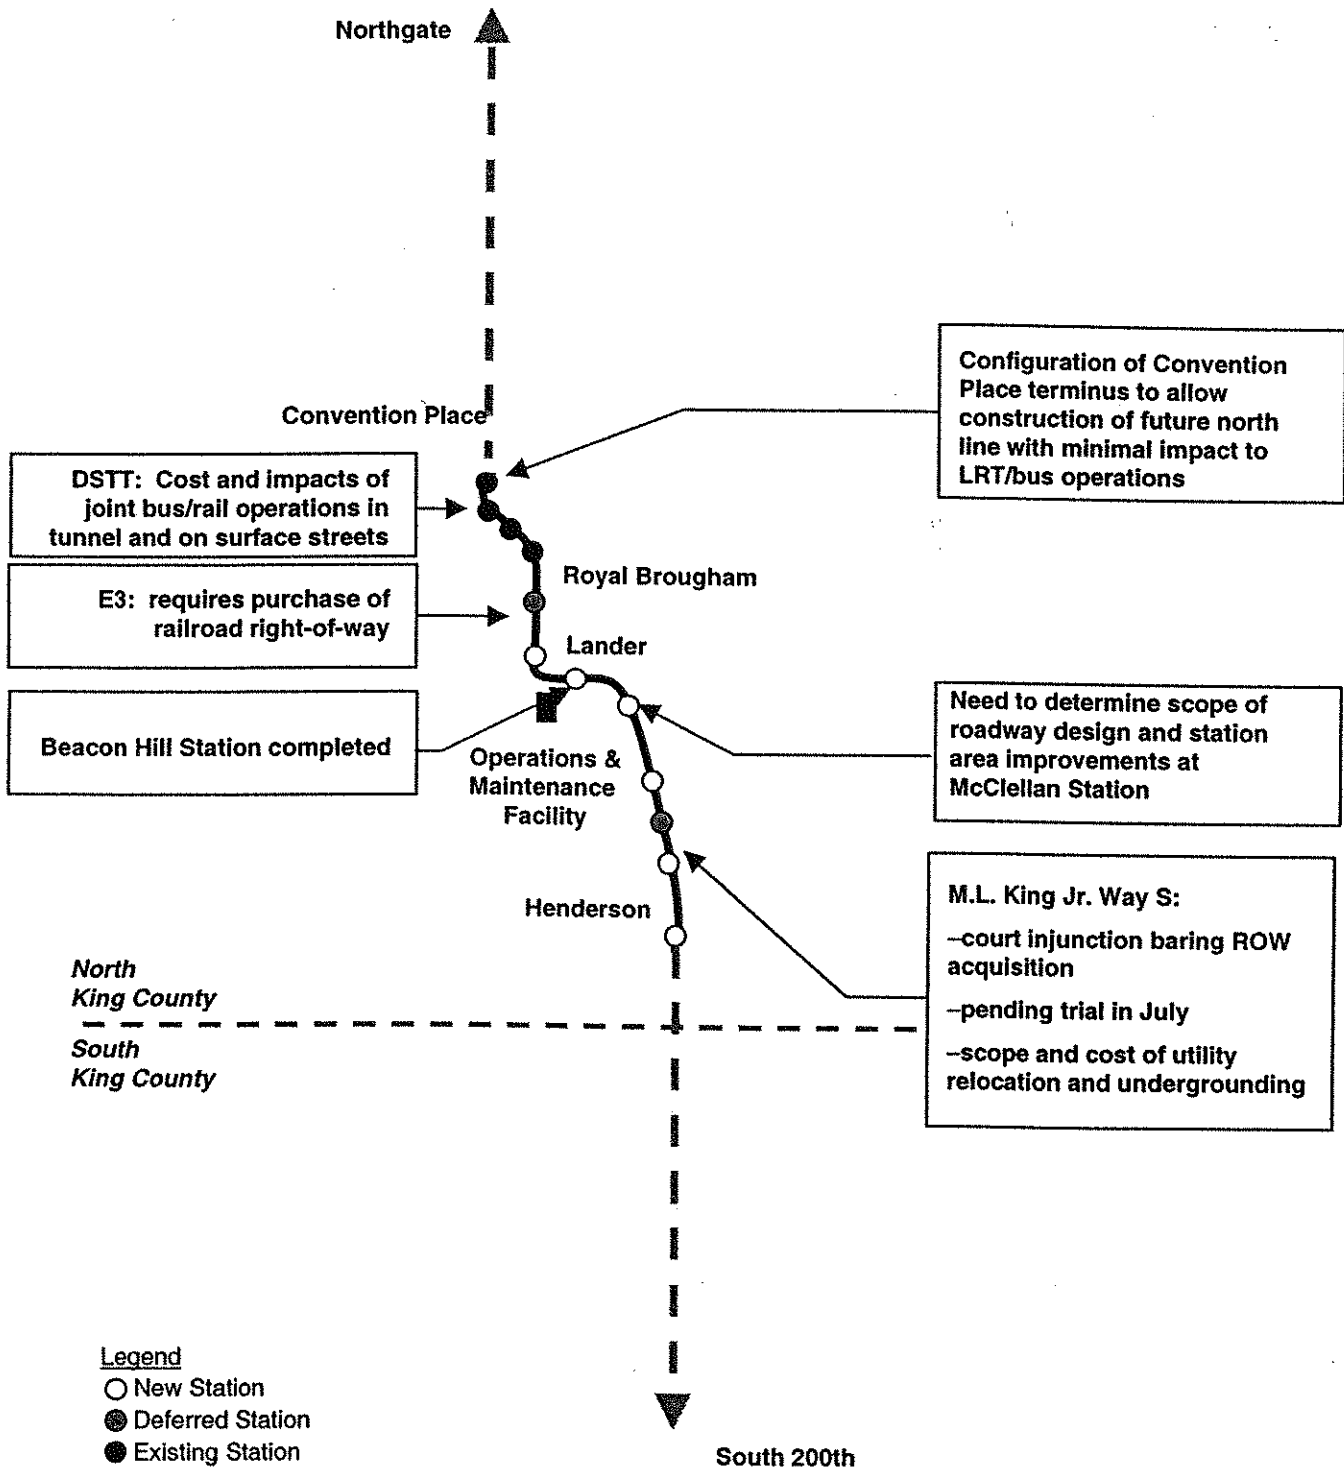 Northgate
Convention Place
Configuration of Convention
Place terminus to allow
construction of future north
line with minimal impact to
LRT/bus operations
DSTT: Cost and impacts of
joint bus/rail operations in
tunnel and on surface streets
Royal Brougham
E3: requires purchase of
railroad right-of-way
Lander
Beacon Hill Station completed
Operations &
Maintenance
Facility
Need to determine scope of
roadway design and station
area improvements at
McClellan Station
Henderson
M.L. King Jr. Way S:
–court injunction baring ROW
acquisition
–pending trial in July
–scope and cost of utility
relocation and undergrounding
North
King County
South
King County
Legend
New Station
Deferred Station
Existing Station
South 200th